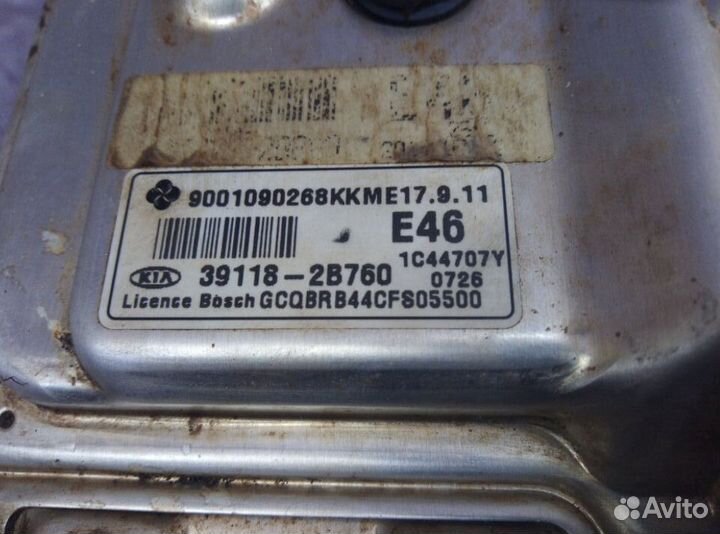 9001090268KKME17.9.11
E46
1C44707Y
KIA 39118-2B760 0726
Licence Bosch GCQBRB44CFS05500
Avito